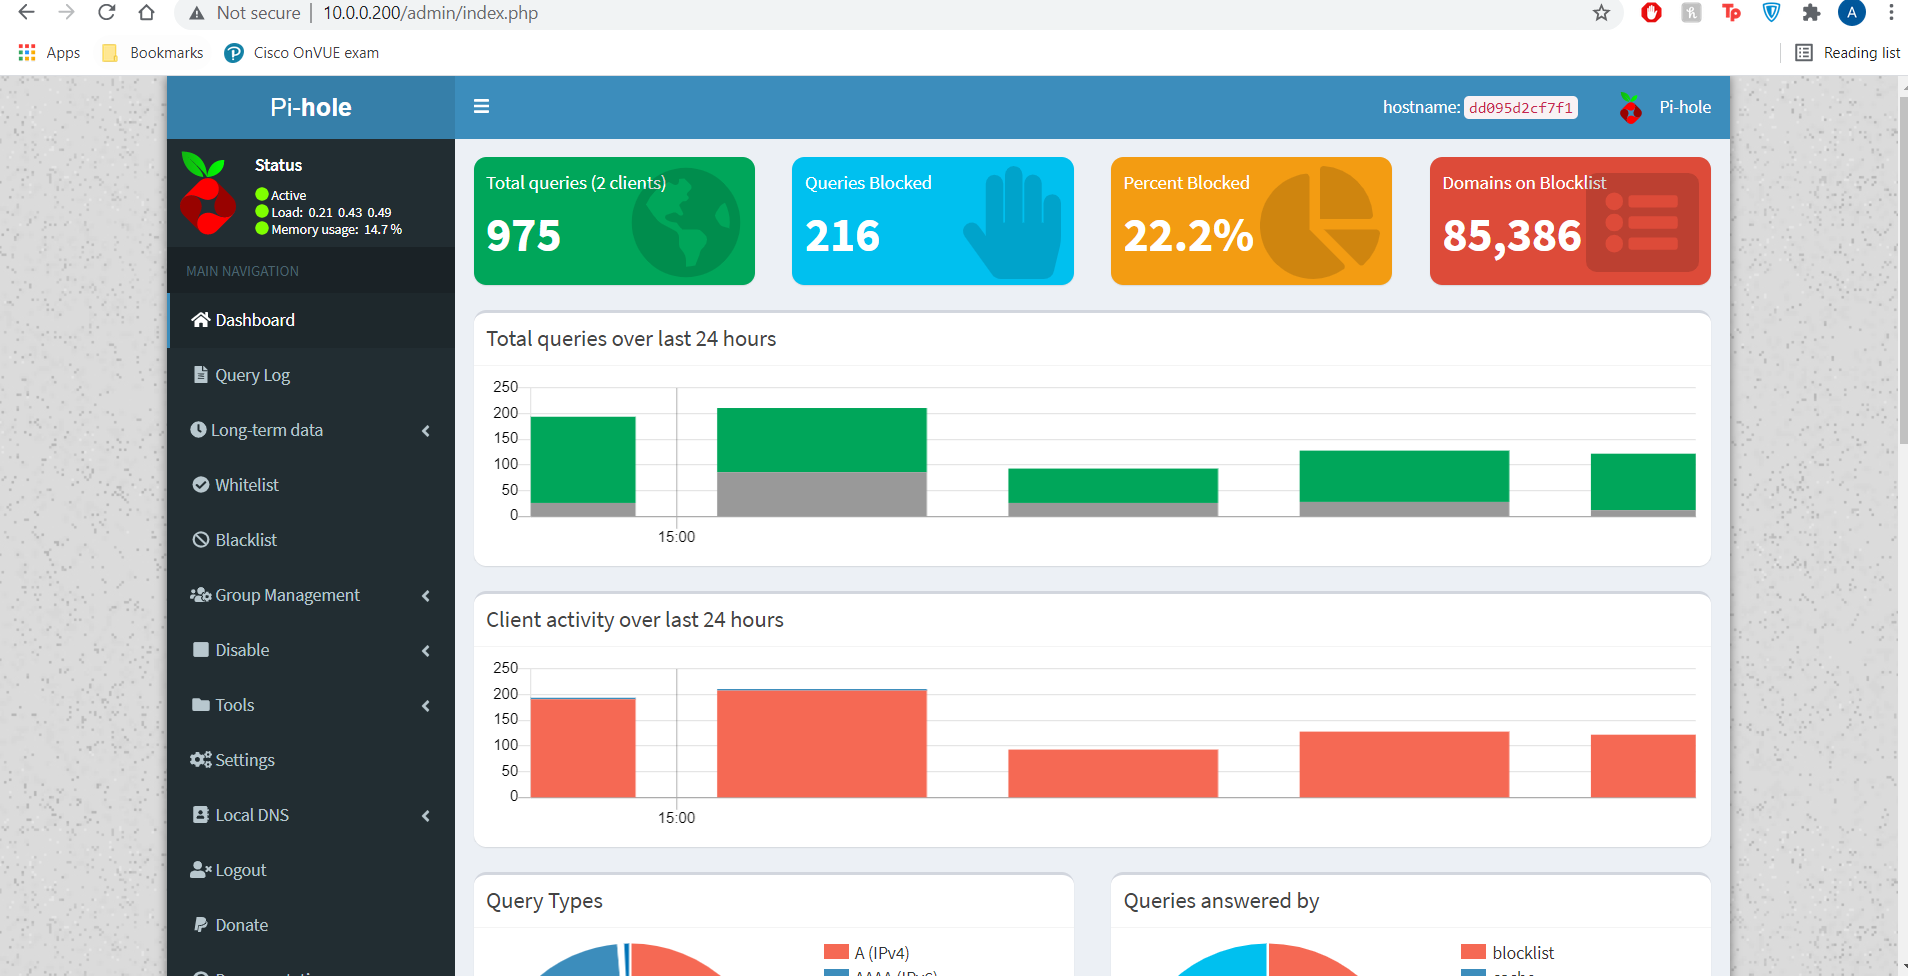 Not secure | 10.0.0.200/admin/index.php
Apps Bookmarks Cisco OnVUE exam Reading list
A
Pi-hole
hostname: dd095d2cf7f1 Pi-hole
Status
Active
Load: 0.21 0.43 0.49
Memory usage: 14.7 %
MAIN NAVIGATION
Dashboard
Query Log
Long-term data
Whitelist
Blacklist
Group Management
Disable
Tools
Settings
Local DNS
Logout
Donate
Total queries (2 clients)
975
Queries Blocked
216
Percent Blocked
22.2%
Domains on Blocklist
85,386
Total queries over last 24 hours
250
200
150
100
50
0
15:00
Client activity over last 24 hours
250
200
150
100
50
0
15:00
Query Types
A (IPv4)
AAAA (IPv6)
Queries answered by
blocklist
cache